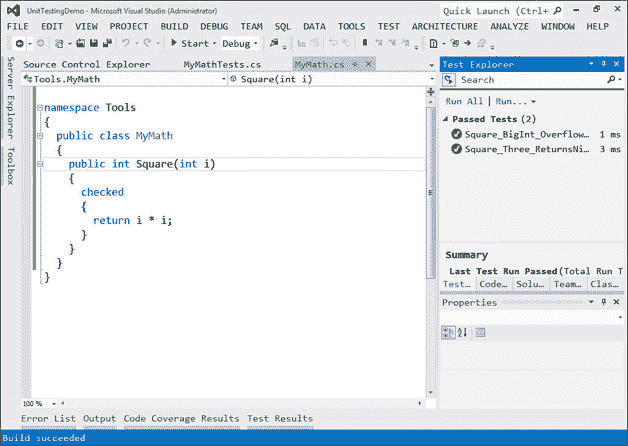 UnitTestingDemo - Microsoft Visual Studio (Administrator)
Quick Launch (Ctrl+
FILE EDIT VIEW PROJECT BUILD DEBUG TEAM SQL DATA TOOLS TEST ARCHITECTURE ANALYZE WINDOW HELP
Start Debug
Server Explorer Toolbox
Source Control Explorer MyMathTests.cs MyMath.cs
Tools.MyMath Square(int i)
namespace Tools
{
public class MyMath
{
public int Square(int i)
{
checked
{
return i * i;
}
}
}
}
100 %
Test Explorer
Search
Run All | Run...
Passed Tests (2)
Square_BigInt_Overflow... 1 ms
Square_Three_ReturnsNi... 3 ms
Summary
Last Test Run Passed (Total Run T
Test... Code... Solu... Team... Clas...
Properties
Error List Output Code Coverage Results Test Results
Build succeeded